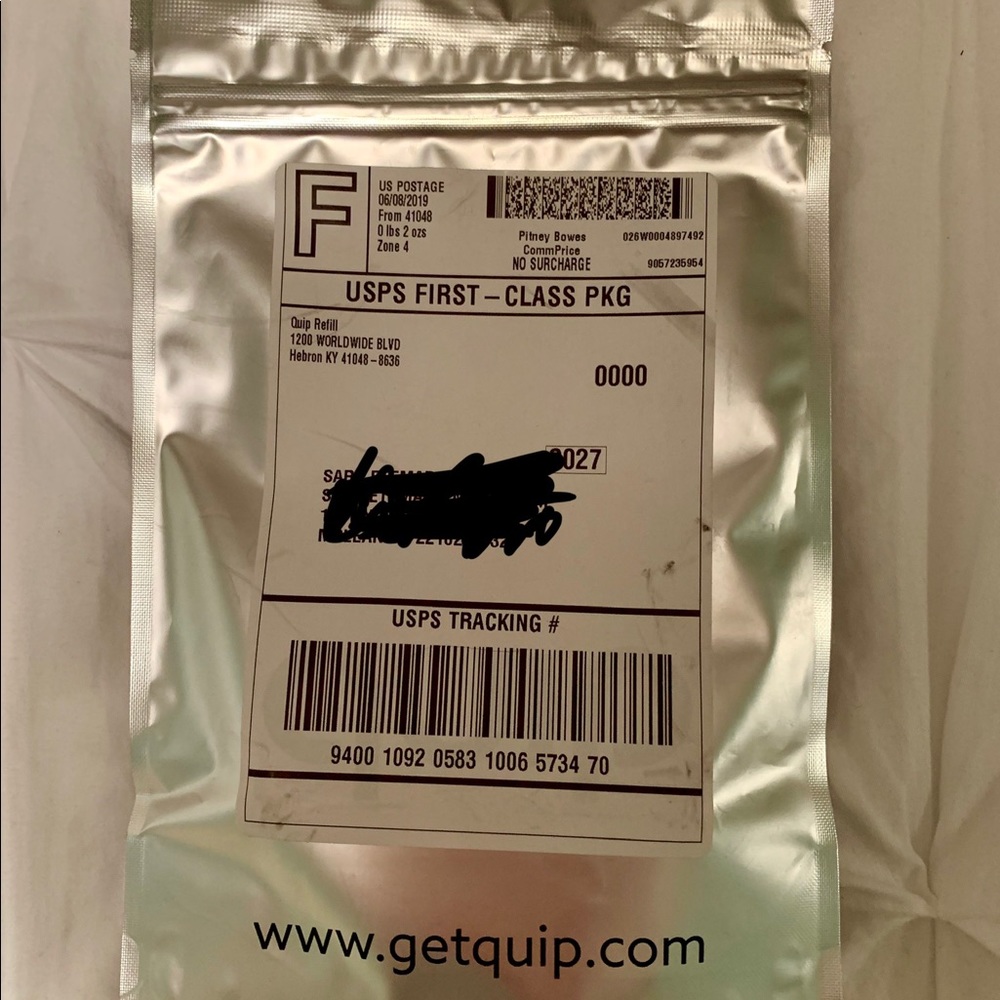 F
US POSTAGE
06/08/2019
From 41048
0 lbs 2 ozs
Zone 4
Pitney Bowes
CommPrice
NO SURCHARGE
026W0004897492
9057235954
USPS FIRST – CLASS PKG
Quip Refill
1200 WORLDWIDE BLVD
Hebron KY 41048 – 8636
0000
USPS TRACKING #
9400 1092 0583 1006 5734 70
www.getquip.com